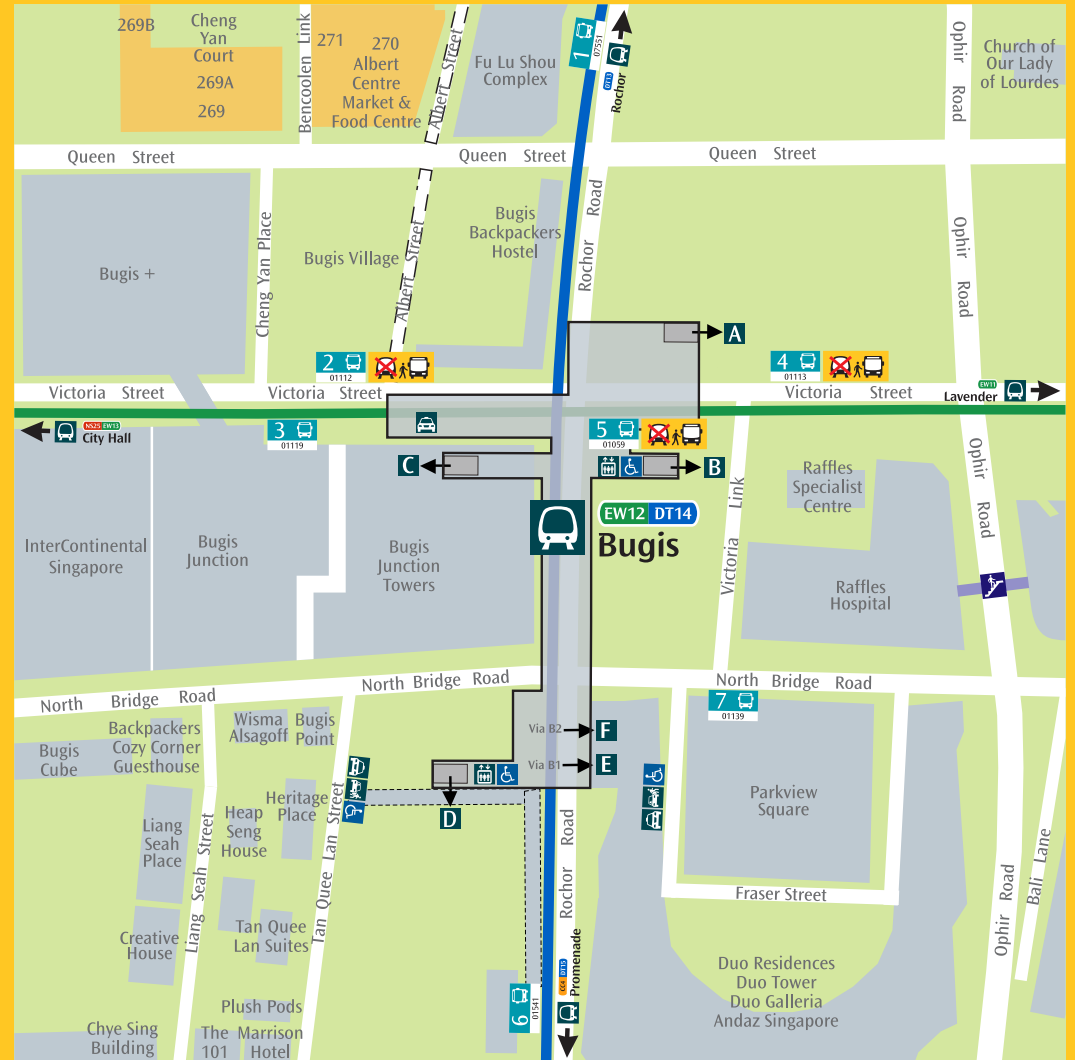 269B
Cheng
Yan
Court
269A
269
Bencoolen Link
271
270
Albert
Centre
Market &
Food Centre
Albert Street
Fu Lu Shou
Complex
1
07551
DT13
Rochor
Ophir Road
Church of
Our Lady
of Lourdes
Queen Street
Queen Street
Queen Street
Bugis +
Cheng Yan Place
Bugis Village
Albert Street
Bugis
Backpackers
Hostel
Rochor Road
Ophir Road
A
2
01112
4
01113
Victoria Street
Victoria Street
Victoria Street
EW11
Lavender
NS25 EW13
City Hall
3
01119
5
01059
C
B
EW12 DT14
Bugis
InterContinental
Singapore
Bugis
Junction
Bugis
Junction
Towers
Victoria Link
Raffles
Specialist
Centre
Raffles
Hospital
Ophir Road
North Bridge Road
North Bridge Road
North Bridge Road
7
01139
Via B2
F
Via B1
E
D
Bugis
Cube
Backpackers
Cozy Corner
Guesthouse
Wisma
Alsagoff
Bugis
Point
Heritage
Place
Heap
Seng
House
Liang
Seah
Place
Liang Seah Street
Tan Quee Lan Street
Tan Quee
Lan Suites
Creative
House
Plush Pods
Chye Sing
Building
The
101
Marrison
Hotel
6
01541
Rochor Road
CC4 DT15
Promenade
Parkview
Square
Fraser Street
Duo Residences
Duo Tower
Duo Galleria
Andaz Singapore
Ophir Road
Bali Lane